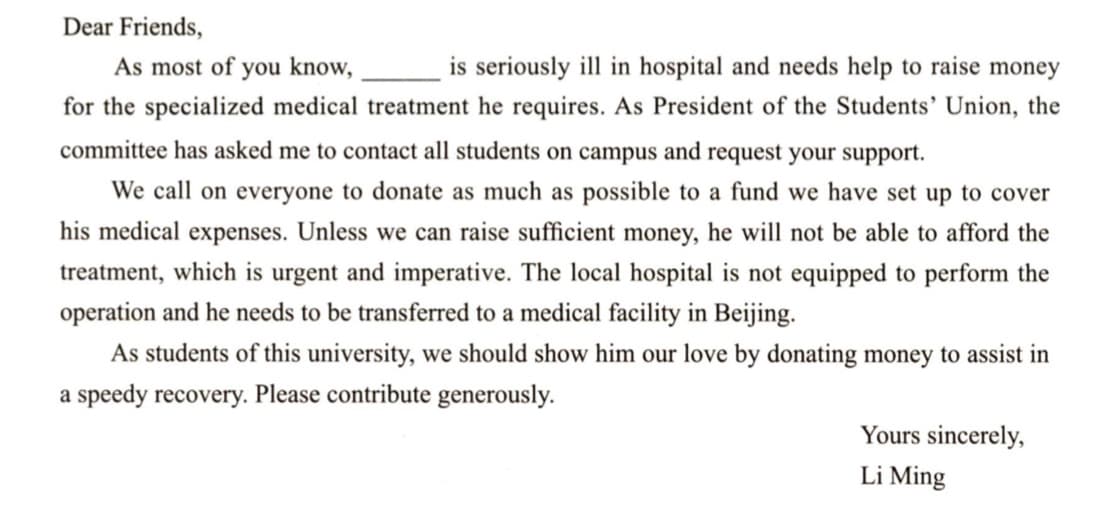 Dear Friends,
As most of you know, ______ is seriously ill in hospital and needs help to raise money
for the specialized medical treatment he requires. As President of the Students’ Union, the
committee has asked me to contact all students on campus and request your support.
We call on everyone to donate as much as possible to a fund we have set up to cover
his medical expenses. Unless we can raise sufficient money, he will not be able to afford the
treatment, which is urgent and imperative. The local hospital is not equipped to perform the
operation and he needs to be transferred to a medical facility in Beijing.
As students of this university, we should show him our love by donating money to assist in
a speedy recovery. Please contribute generously.
Yours sincerely,
Li Ming